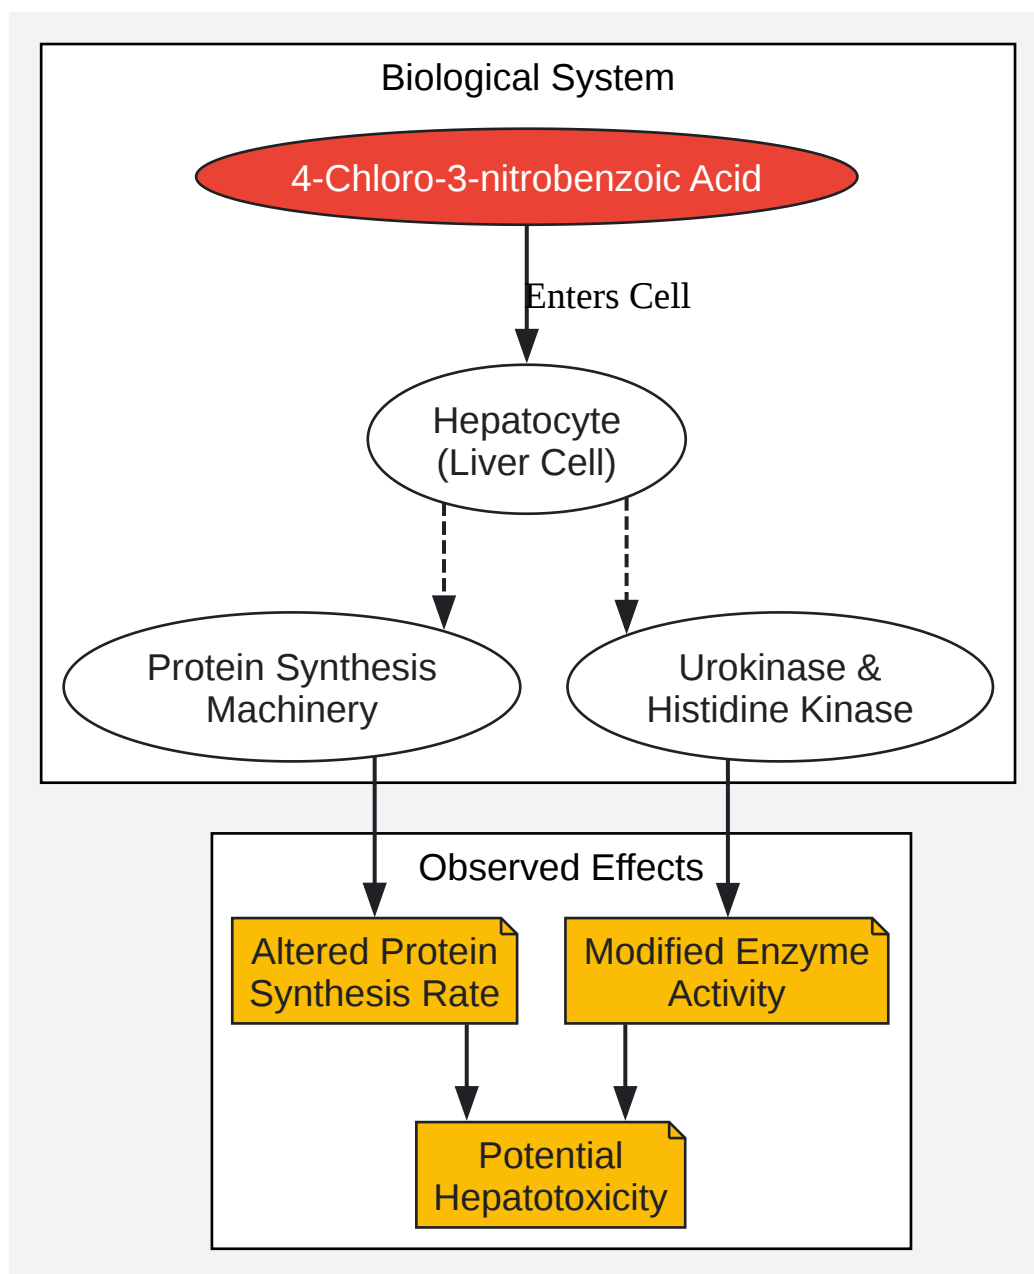 Biological System
4-Chloro-3-nitrobenzoic Acid
Enters Cell
Hepatocyte
(Liver Cell)
Protein Synthesis
Machinery
Urokinase &
Histidine Kinase
Observed Effects
Altered Protein
Synthesis Rate
Modified Enzyme
Activity
Potential
Hepatotoxicity